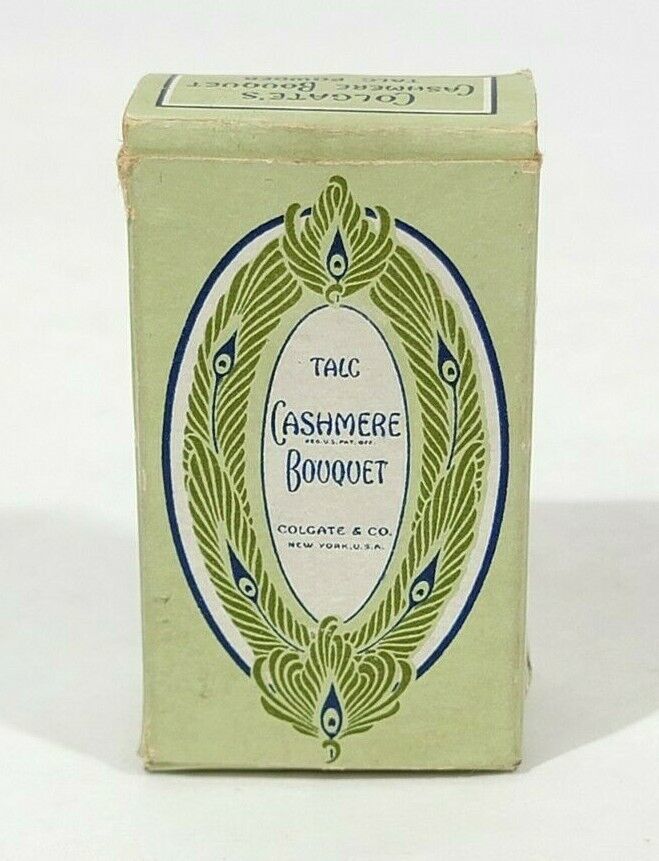 COLGATE'S
CASHMERE BOUQUET
TALC POWDER
TALC
CASHMERE
REG. U.S. PAT. OFF.
BOUQUET
COLGATE & CO.
NEW YORK, U.S.A.